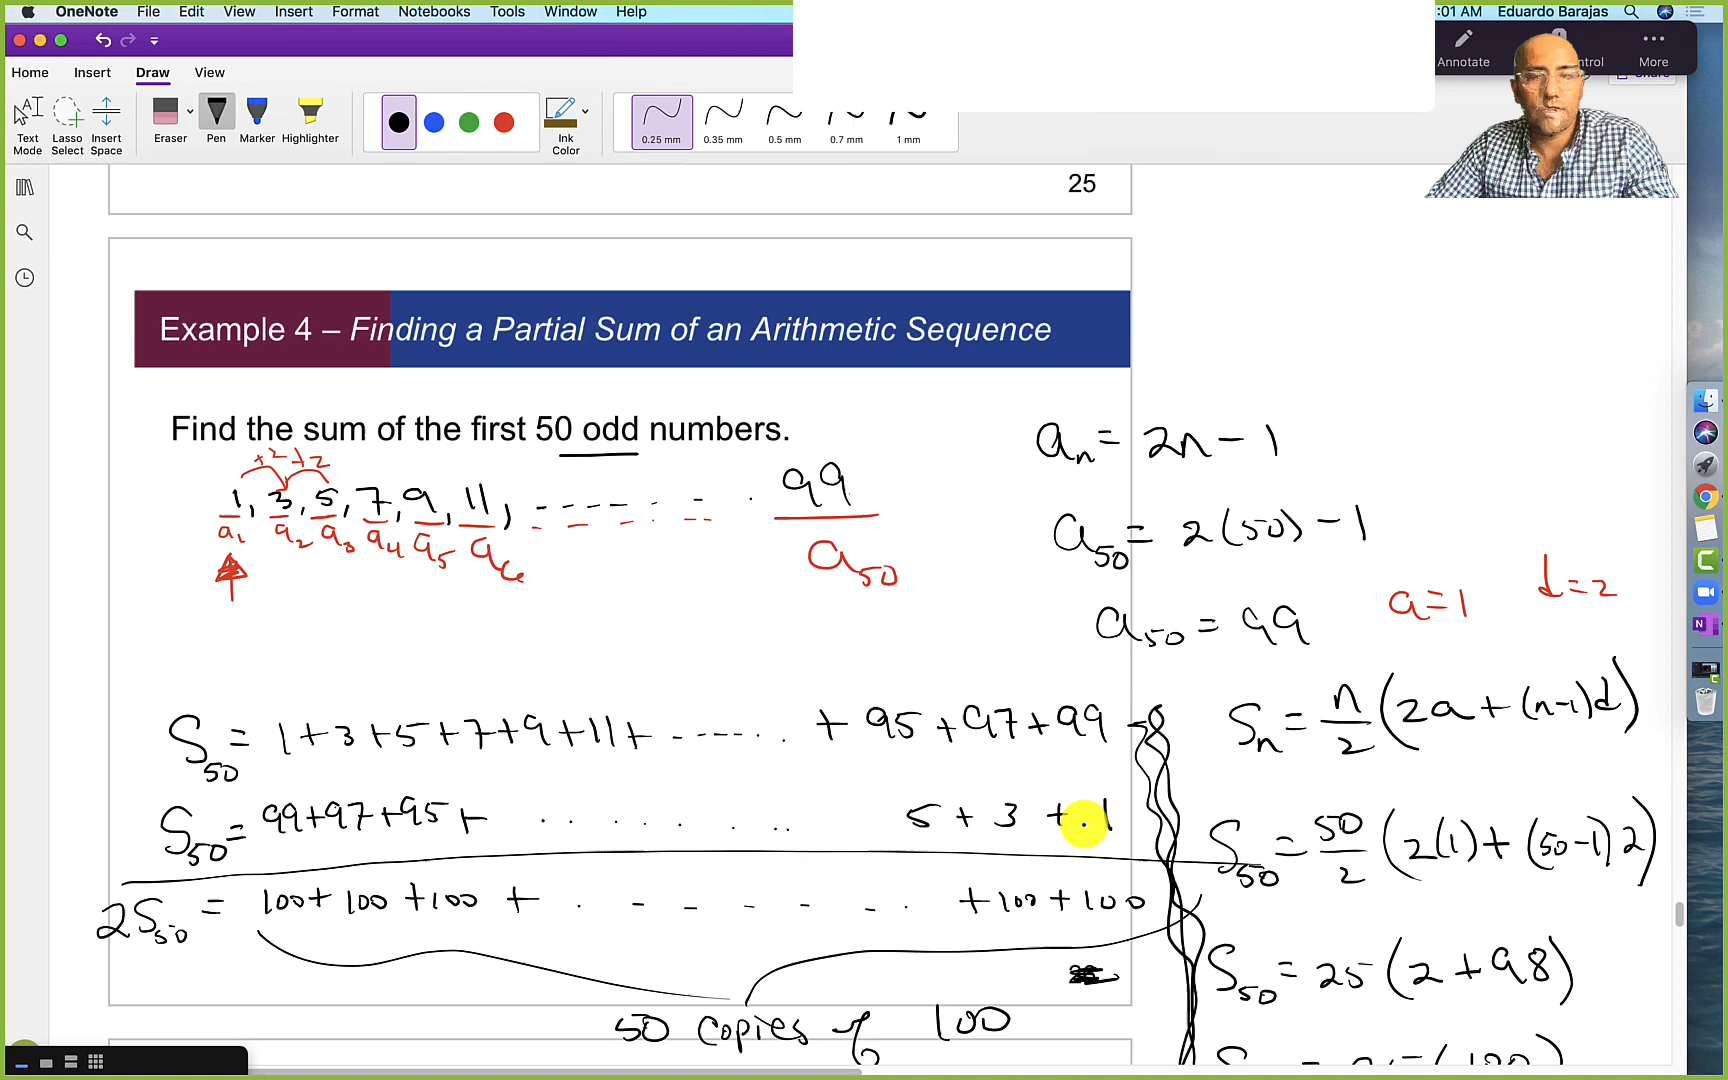 OneNote File Edit View Insert Format Notebooks Tools Window Help :01 AM Eduardo Barajas
Home Insert Draw View
Annotate More
Share
Text Mode Lasso Select Insert Space Eraser Pen Marker Highlighter Ink Color 0.25 mm 0.35 mm 0.5 mm 0.7 mm 1 mm
25
Example 4 – Finding a Partial Sum of an Arithmetic Sequence
Find the sum of the first 50 odd numbers.
+2 +2
1, 3, 5, 7, 9, 11, ------ 99
a₁ a₂ a₃ a₄ a₅ a₆ a₅₀
aₙ = 2n - 1
a₅₀ = 2(50) - 1
a₅₀ = 99
a = 1 d = 2
S₅₀ = 1+3+5+7+9+11+ ...... + 95 + 97 + 99
S₅₀ = 99+97+95+ ....... 5 + 3 + 1
2S₅₀ = 100 + 100 + 100 + ....... + 100 + 100
50 copies of 100
Sₙ = n/2 (2a + (n-1)d)
S₅₀ = 50/2 (2(1) + (50-1)2)
S₅₀ = 25 (2 + 98)